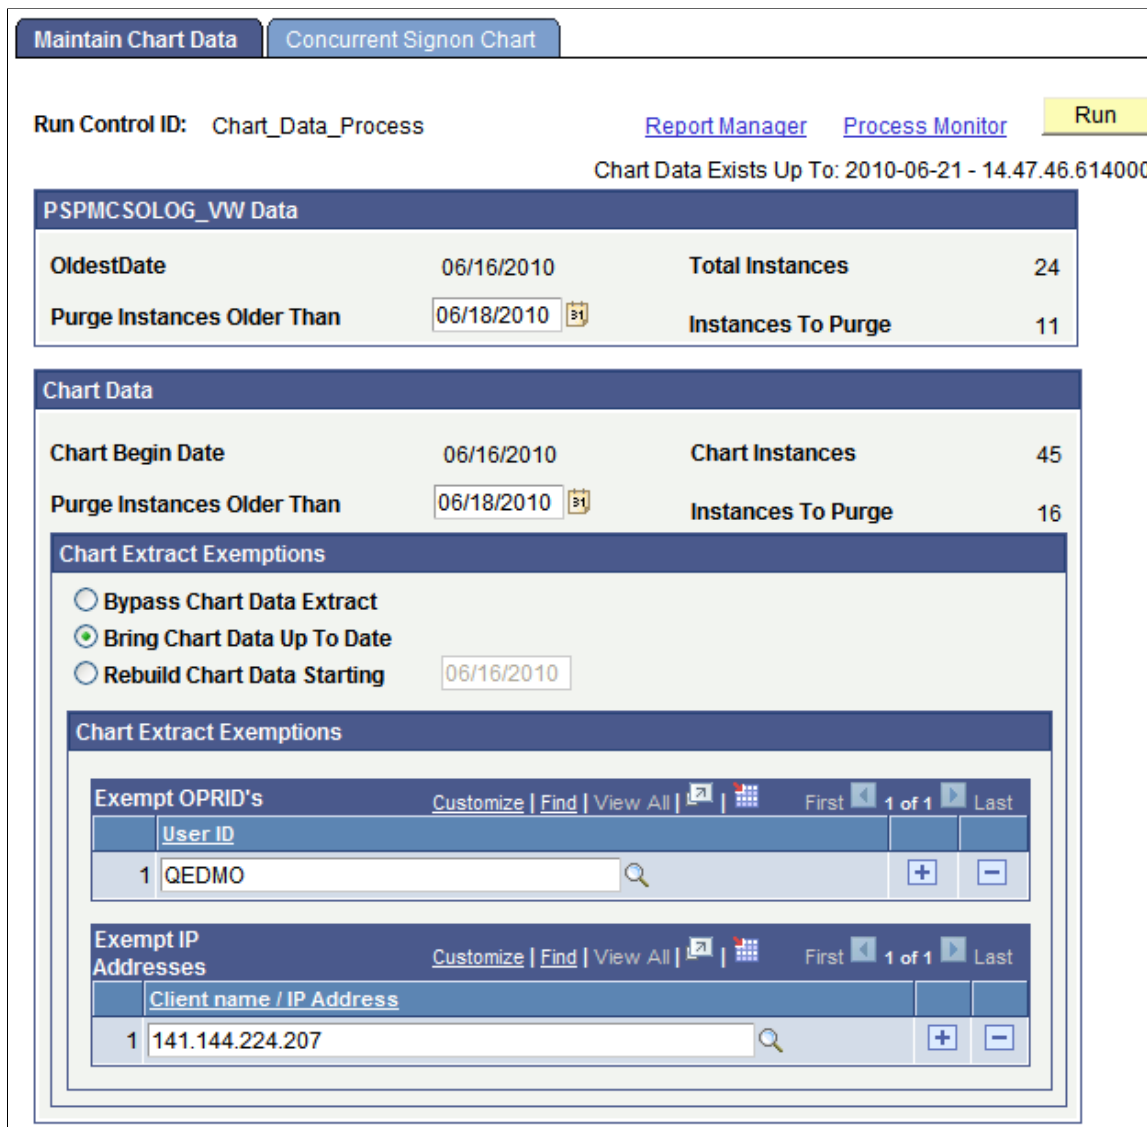 Maintain Chart Data Concurrent Signon Chart
Run Control ID: Chart_Data_Process Report Manager Process Monitor Run
Chart Data Exists Up To: 2010-06-21 - 14.47.46.614000
PSPMCSOLOG_VW Data
OldestDate 06/16/2010 Total Instances 24
Purge Instances Older Than 06/18/2010 31 Instances To Purge 11
Chart Data
Chart Begin Date 06/16/2010 Chart Instances 45
Purge Instances Older Than 06/18/2010 31 Instances To Purge 16
Chart Extract Exemptions
Bypass Chart Data Extract
Bring Chart Data Up To Date
Rebuild Chart Data Starting 06/16/2010
Chart Extract Exemptions
Exempt OPRID's Customize | Find | View All | | First 1 of 1 Last
User ID
1 QEDMO
Exempt IP
Addresses Customize | Find | View All | | First 1 of 1 Last
Client name / IP Address
1 141.144.224.207